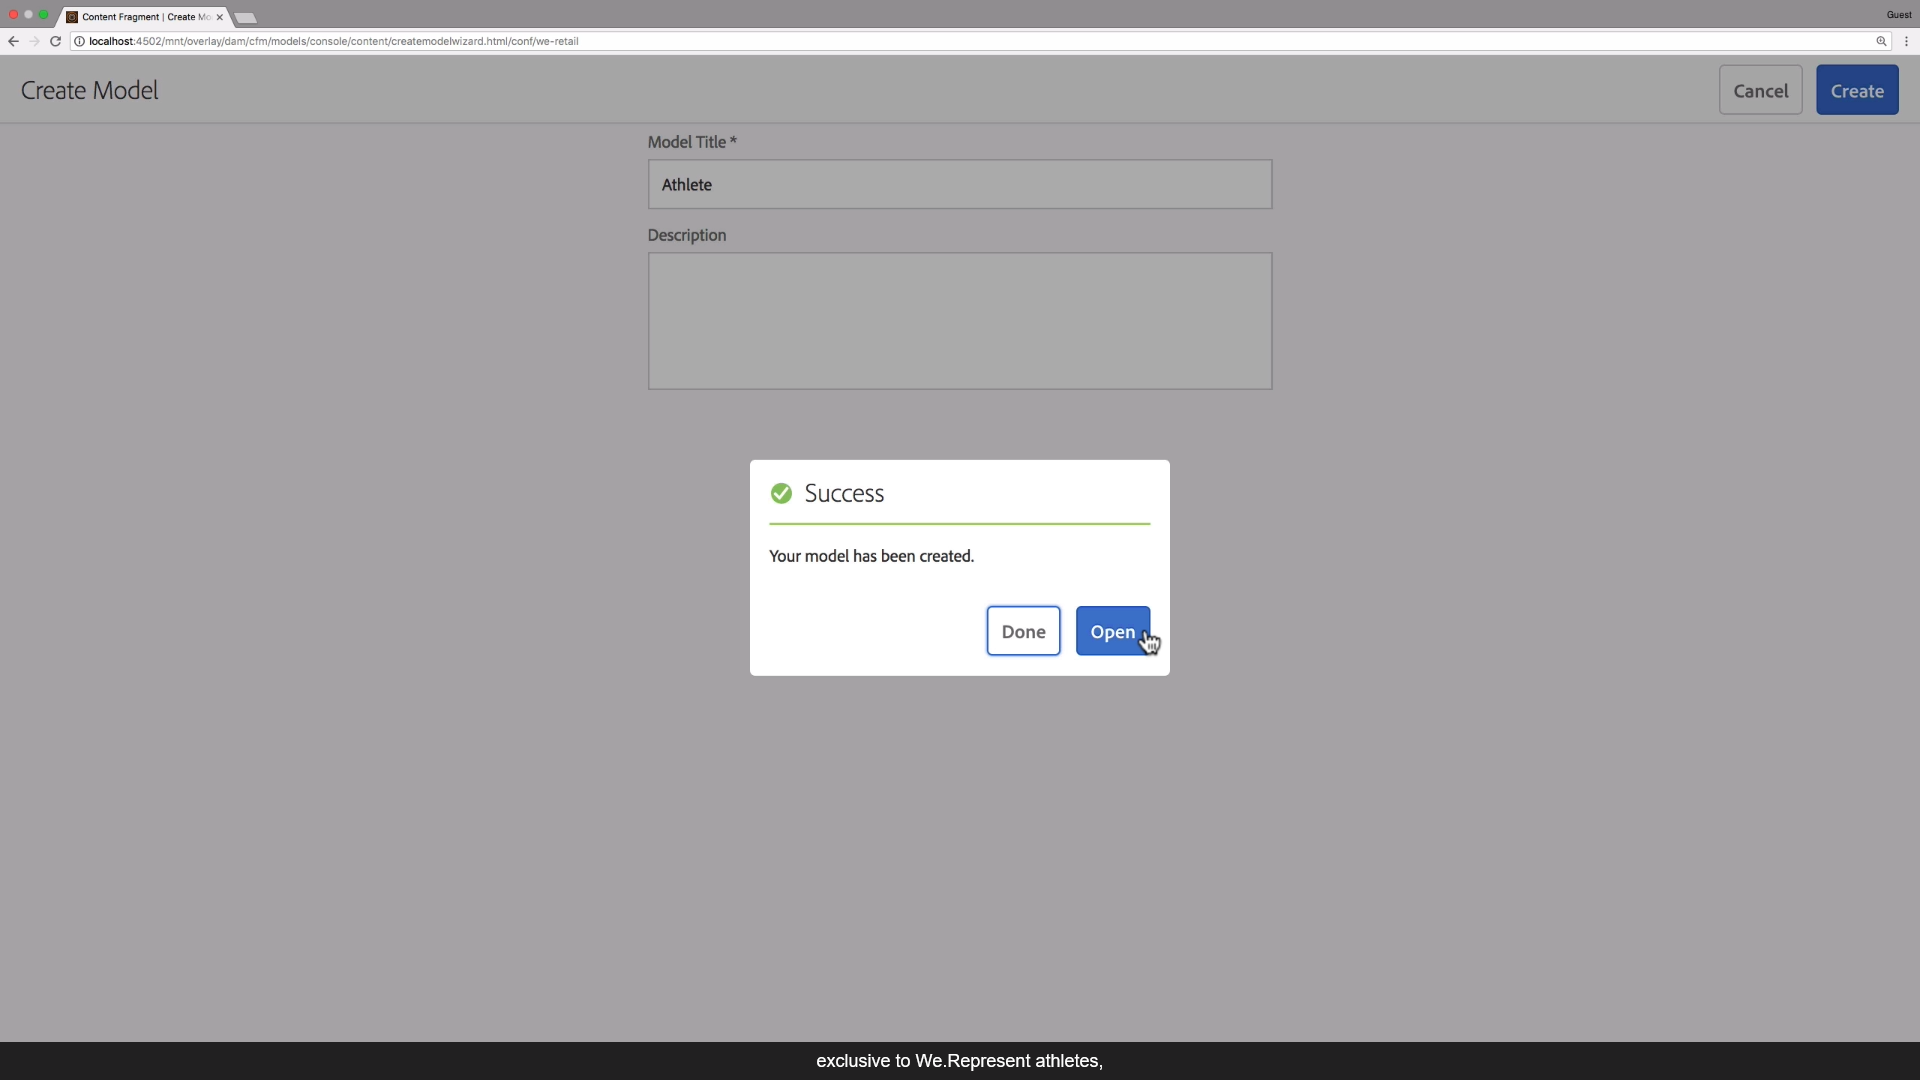 Content Fragment | Create Mo
Guest
localhost:4502/mnt/overlay/dam/cfm/models/console/content/createmodelwizard.html/conf/we-retail
Create Model
Cancel
Create
Model Title *
Athlete
Description
Success
Your model has been created.
Done
Open
exclusive to We.Represent athletes,